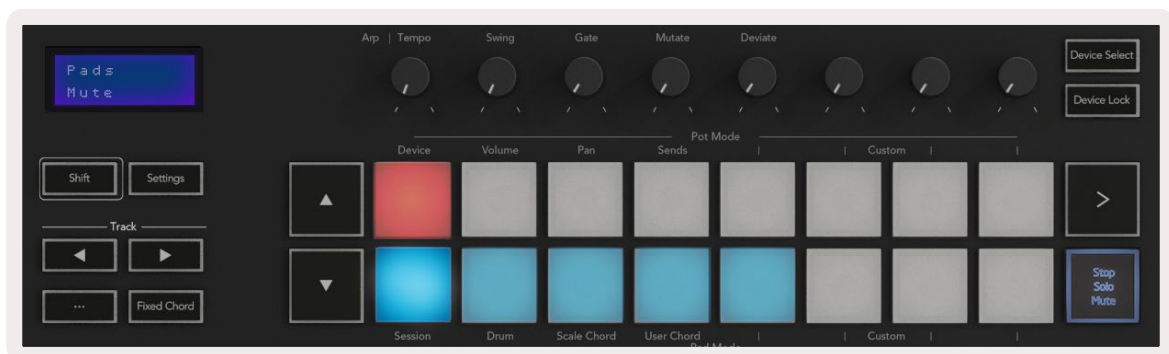 Arp | Tempo Swing Gate Mutate Deviate
Pads
Mute
Device Select
Device Lock
Pot Mode
Device Volume Pan Sends | | Custom | |
Shift Settings
Track
... Fixed Chord
Stop
Solo
Mute
Session Drum Scale Chord User Chord | | Custom | |
Pad Mode